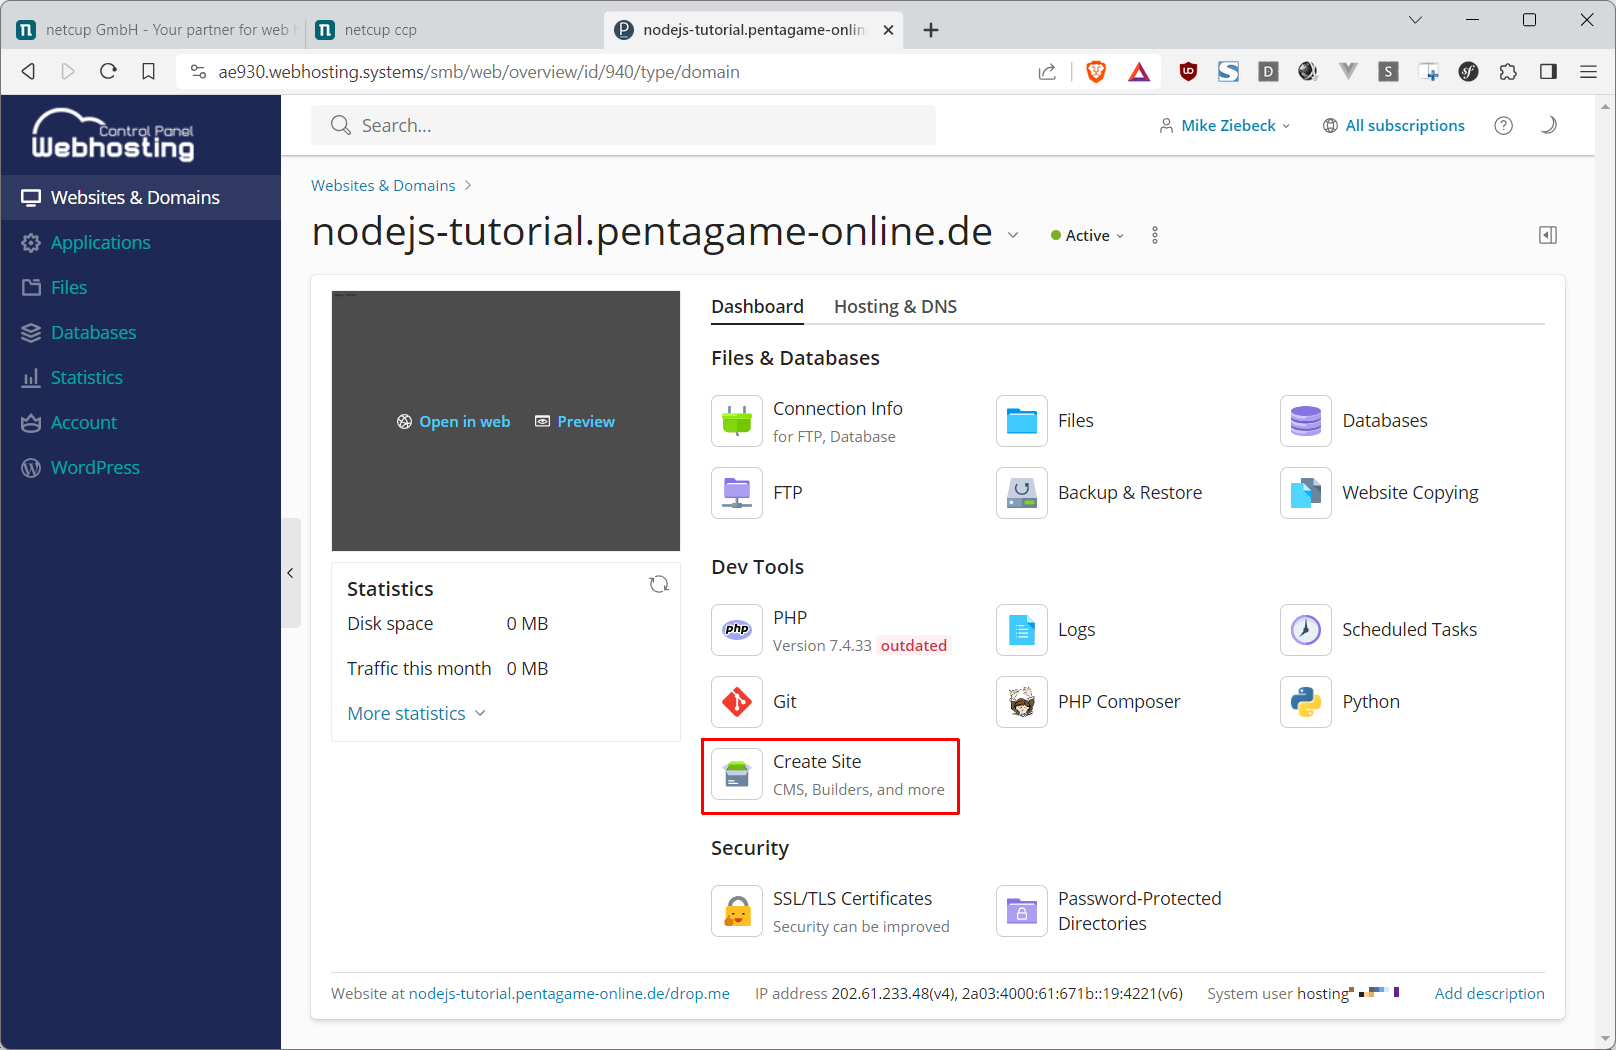 netcup GmbH - Your partner for web h
netcup ccp
nodejs-tutorial.pentagame-onlin
ae930.webhosting.systems/smb/web/overview/id/940/type/domain
Control Panel
Webhosting
Search...
Mike Ziebeck
All subscriptions
Websites & Domains
Applications
Files
Databases
Statistics
Account
WordPress
Websites & Domains
nodejs-tutorial.pentagame-online.de
Active
Open in web
Preview
Statistics
Disk space 0 MB
Traffic this month 0 MB
More statistics
Dashboard
Hosting & DNS
Files & Databases
Connection Info
for FTP, Database
Files
Databases
FTP
Backup & Restore
Website Copying
Dev Tools
php
PHP
Version 7.4.33 outdated
Logs
Scheduled Tasks
Git
PHP Composer
Python
Create Site
CMS, Builders, and more
Security
SSL/TLS Certificates
Security can be improved
Password-Protected
Directories
Website at nodejs-tutorial.pentagame-online.de/drop.me
IP address 202.61.233.48(v4), 2a03:4000:61:671b::19:4221(v6)
System user hosting
Add description